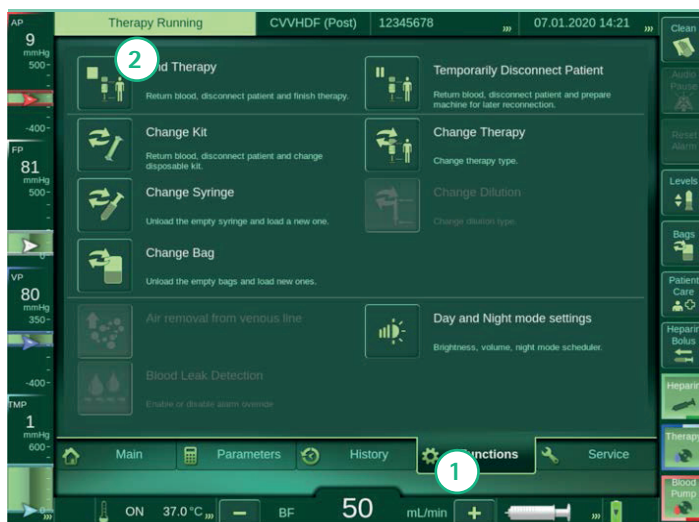 Therapy Running
CVVHDF (Post)
12345678
07.01.2020 14:21
AP
9
mmHg
500-
-400-
FP
81
mmHg
500-
0-
VP
80
mmHg
350-
-400-
TMP
1
mmHg
600-
0-
2
nd Therapy
Return blood, disconnect patient and finish therapy.
Temporarily Disconnect Patient
Return blood, disconnect patient and prepare
machine for later reconnection.
Change Kit
Return blood, disconnect patient and change
disposable kit.
Change Therapy
Change therapy type.
Change Syringe
Unload the empty syringe and load a new one.
Change Dilution
Change dilution type.
Change Bag
Unload the empty bags and load new ones.
Air removal from venous line
Day and Night mode settings
Brightness, volume, night mode scheduler.
Blood Leak Detection
Enable or disable alarm override
Clean
Audio
Pause
Reset
Alarm
Levels
Bags
Patient
Care
Heparin
Bolus
Heparin
Therapy
Blood
Pump
Main
Parameters
History
1
nctions
Service
ON
37.0 °C
BF
50
mL/min